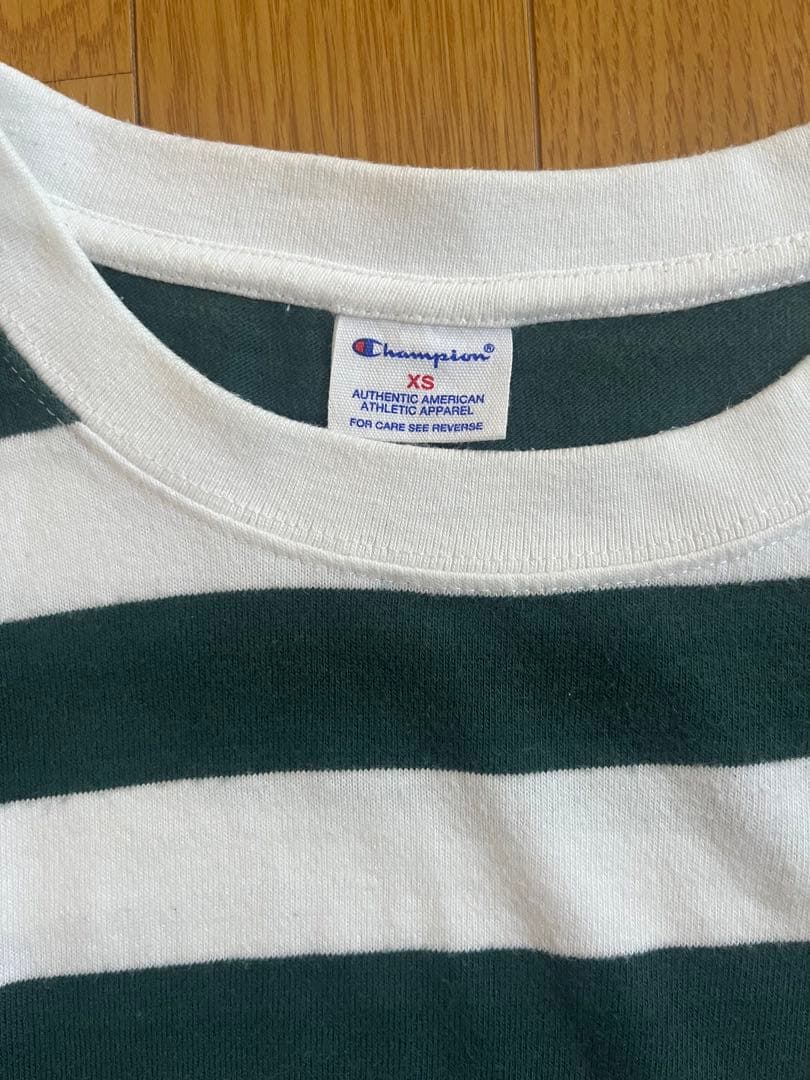 Champion®
XS
AUTHENTIC AMERICAN
ATHLETIC APPAREL
FOR CARE SEE REVERSE